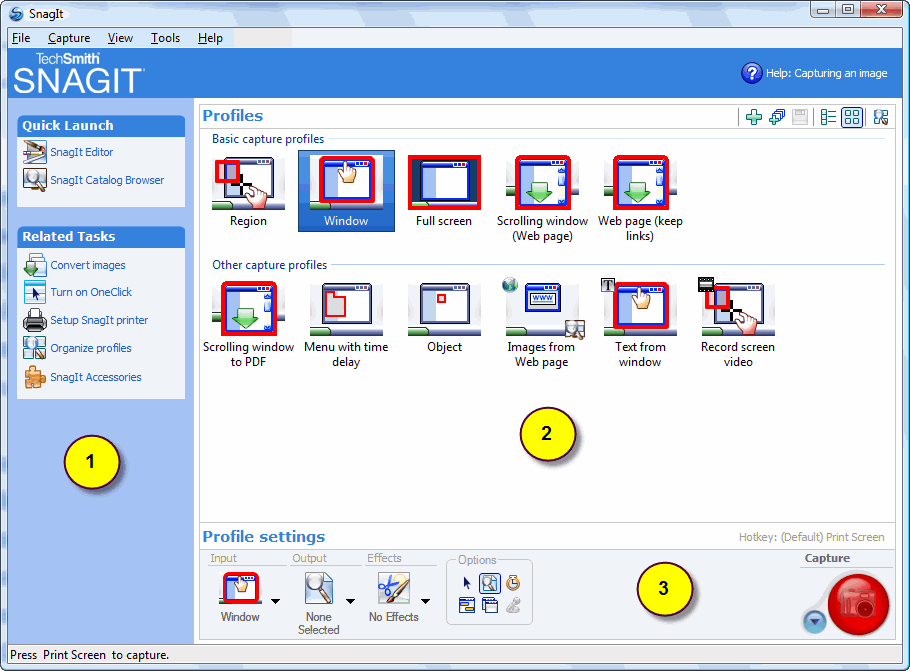 SnagIt
File Capture View Tools Help
TechSmith®
SNAGIT™
Help: Capturing an image
Quick Launch
SnagIt Editor
SnagIt Catalog Browser
Related Tasks
Convert images
Turn on OneClick
Setup SnagIt printer
Organize profiles
SnagIt Accessories
1
Profiles
Basic capture profiles
Region
Window
Full screen
Scrolling window
(Web page)
Web page (keep
links)
Other capture profiles
Scrolling window
to PDF
Menu with time
delay
Object
WWW
Images from
Web page
T
Text from
window
Record screen
video
2
Profile settings
Hotkey: (Default) Print Screen
Input
Window
Output
None
Selected
Effects
No Effects
Options
3
Capture
Press Print Screen to capture.